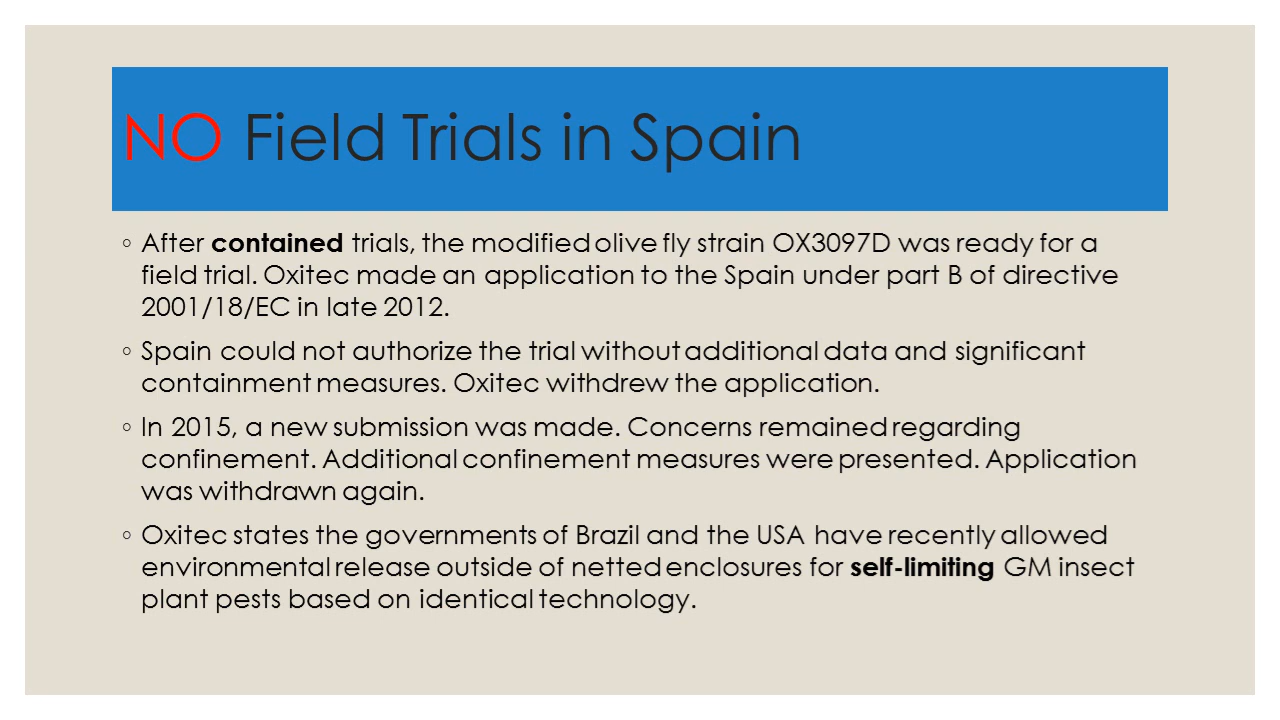 NO Field Trials in Spain
◦ After contained trials, the modified olive fly strain OX3097D was ready for a
field trial. Oxitec made an application to the Spain under part B of directive
2001/18/EC in late 2012.
◦ Spain could not authorize the trial without additional data and significant
containment measures. Oxitec withdrew the application.
◦ In 2015, a new submission was made. Concerns remained regarding
confinement. Additional confinement measures were presented. Application
was withdrawn again.
◦ Oxitec states the governments of Brazil and the USA have recently allowed
environmental release outside of netted enclosures for self-limiting GM insect
plant pests based on identical technology.